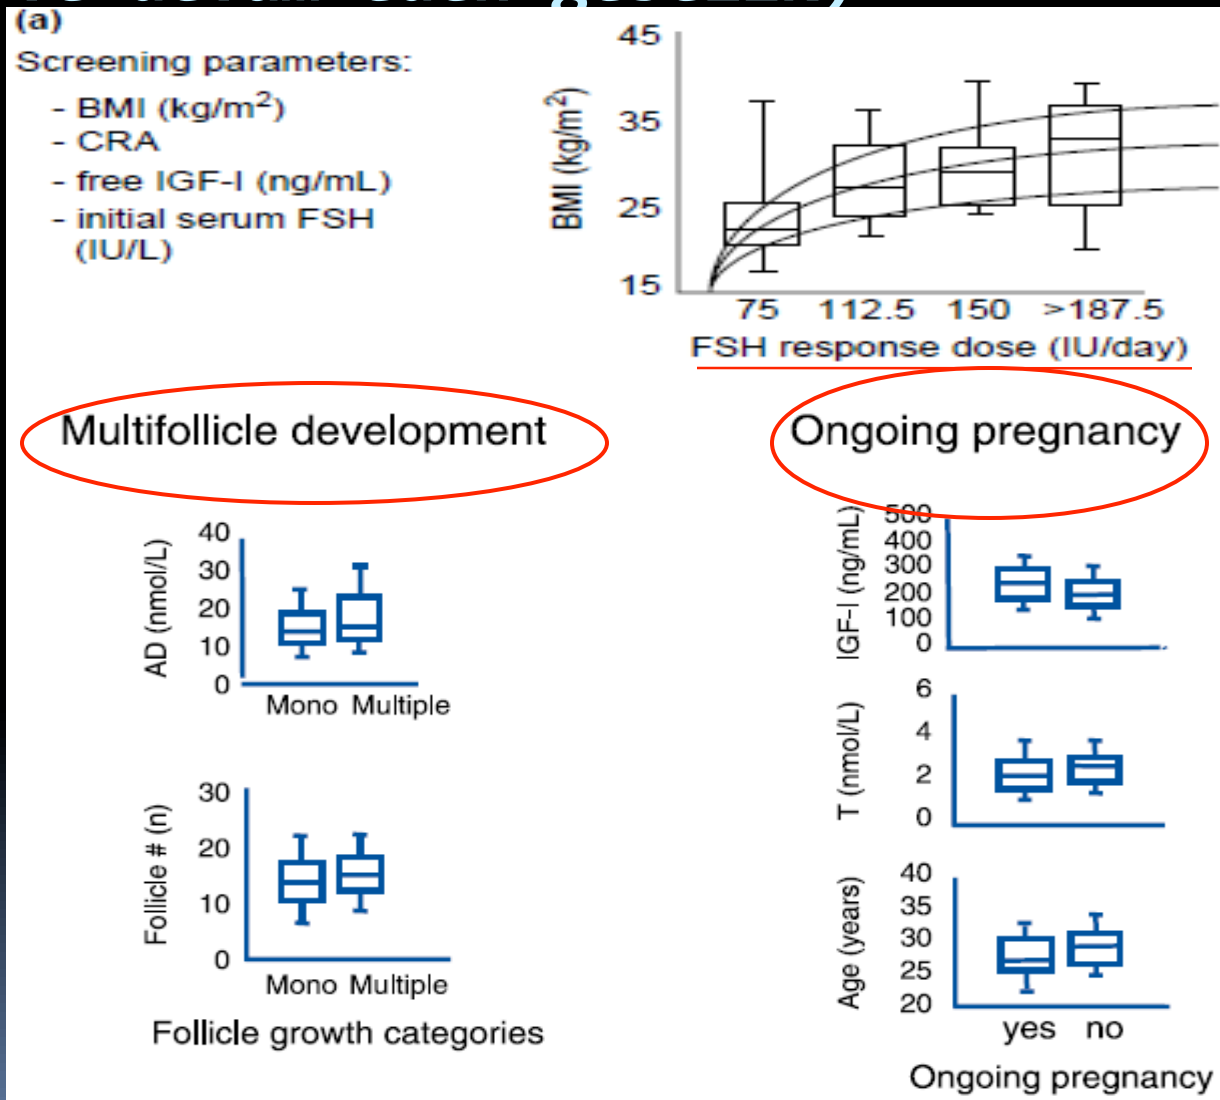 (a)
Screening parameters:
- BMI (kg/m²)
- CRA
- free IGF-I (ng/mL)
- initial serum FSH
(IU/L)
BMI (kg/m²)
45
35
25
15
75 112.5 150 >187.5
FSH response dose (IU/day)
Multifollicle development
AD (nmol/L)
40
30
20
10
0
Mono Multiple
Follicle # (n)
30
20
10
0
Mono Multiple
Follicle growth categories
Ongoing pregnancy
IGF-I (ng/mL)
500
400
300
200
100
0
T (nmol/L)
6
4
2
0
Age (years)
40
35
30
25
20
yes no
Ongoing pregnancy